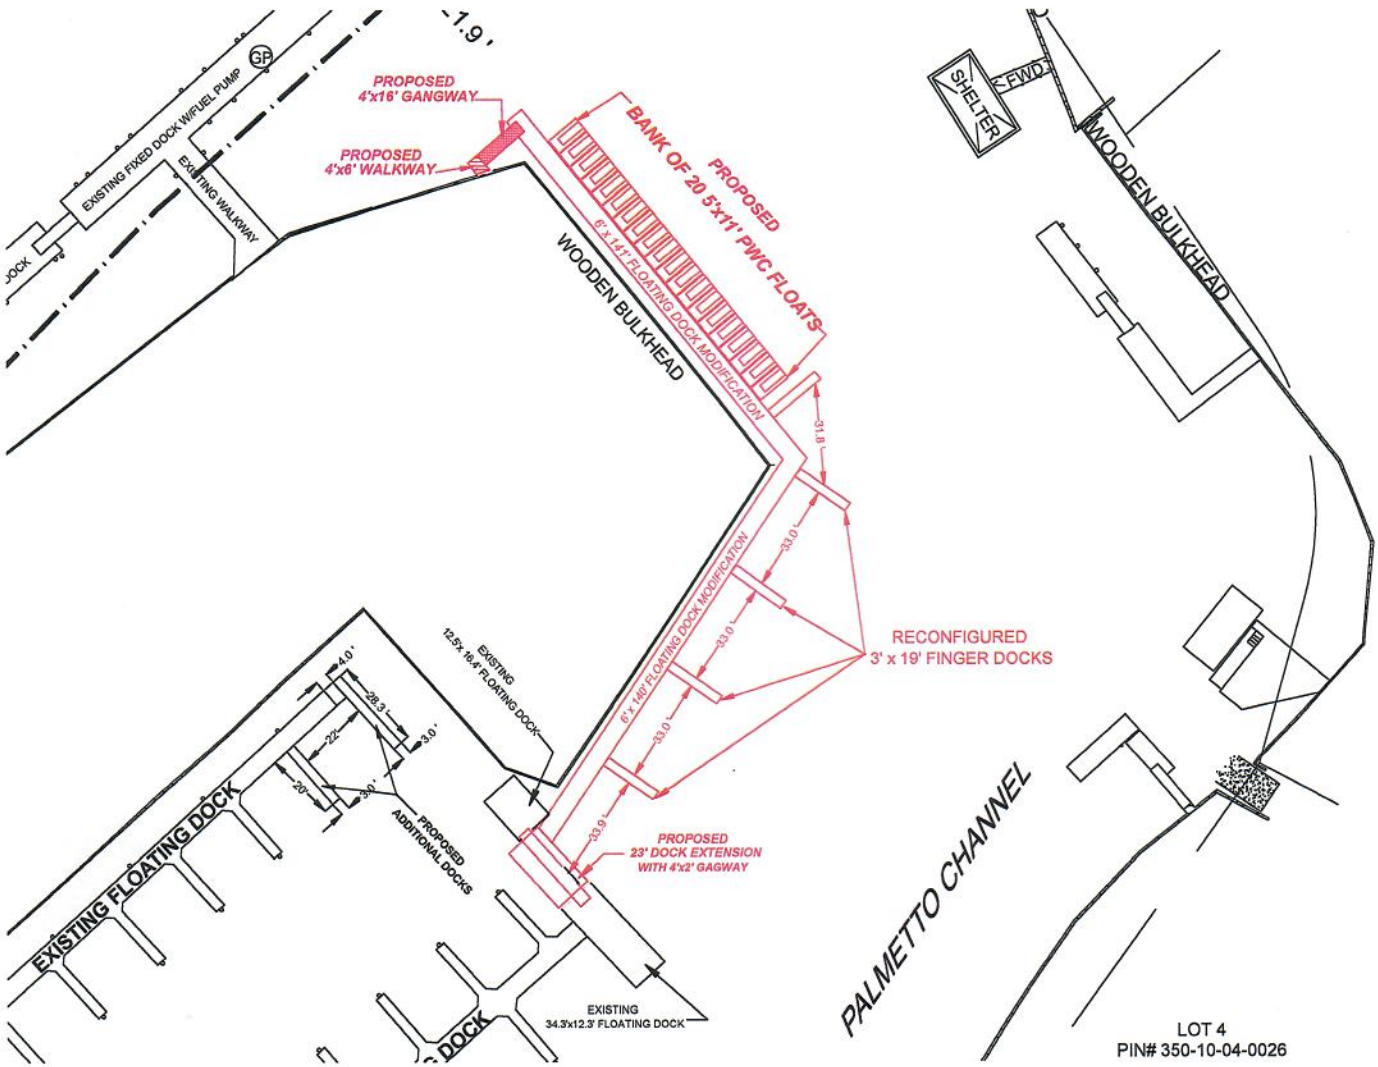 -1.9'
GP
EXISTING FIXED DOCK W/FUEL PUMP
EXISTING WALKWAY
DOCK
PROPOSED
4'x16' GANGWAY
PROPOSED
4'x6' WALKWAY
PROPOSED
BANK OF 20 5'x11' PWC FLOATS
6' x 141' FLOATING DOCK MODIFICATION
WOODEN BULKHEAD
SHELTER
FWD
WOODEN BULKHEAD
31.8'
33.0'
33.0'
33.0'
33.9'
6' x 140' FLOATING DOCK MODIFICATION
RECONFIGURED
3' x 19' FINGER DOCKS
EXISTING
12.5'x 16.4' FLOATING DOCK
4.0'
28.3'
3.0'
22'
20'
3.0'
PROPOSED
ADDITIONAL DOCKS
EXISTING FLOATING DOCK
PROPOSED
23' DOCK EXTENSION
WITH 4'x2' GAGWAY
EXISTING
34.3'x12.3' FLOATING DOCK
G DOCK
PALMETTO CHANNEL
LOT 4
PIN# 350-10-04-0026